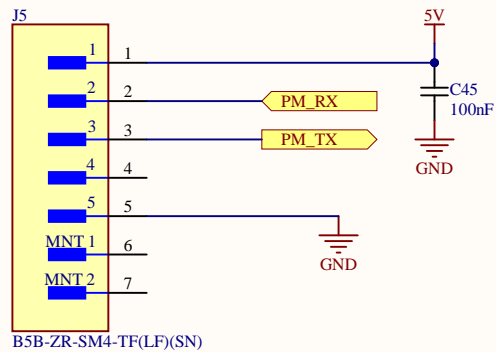 J5
5V
1 1
2 2
PM_RX
C45
100nF
3 3
PM_TX
4 4
GND
5 5
MNT 1 6
GND
MNT 2 7
B5B-ZR-SM4-TF(LF)(SN)